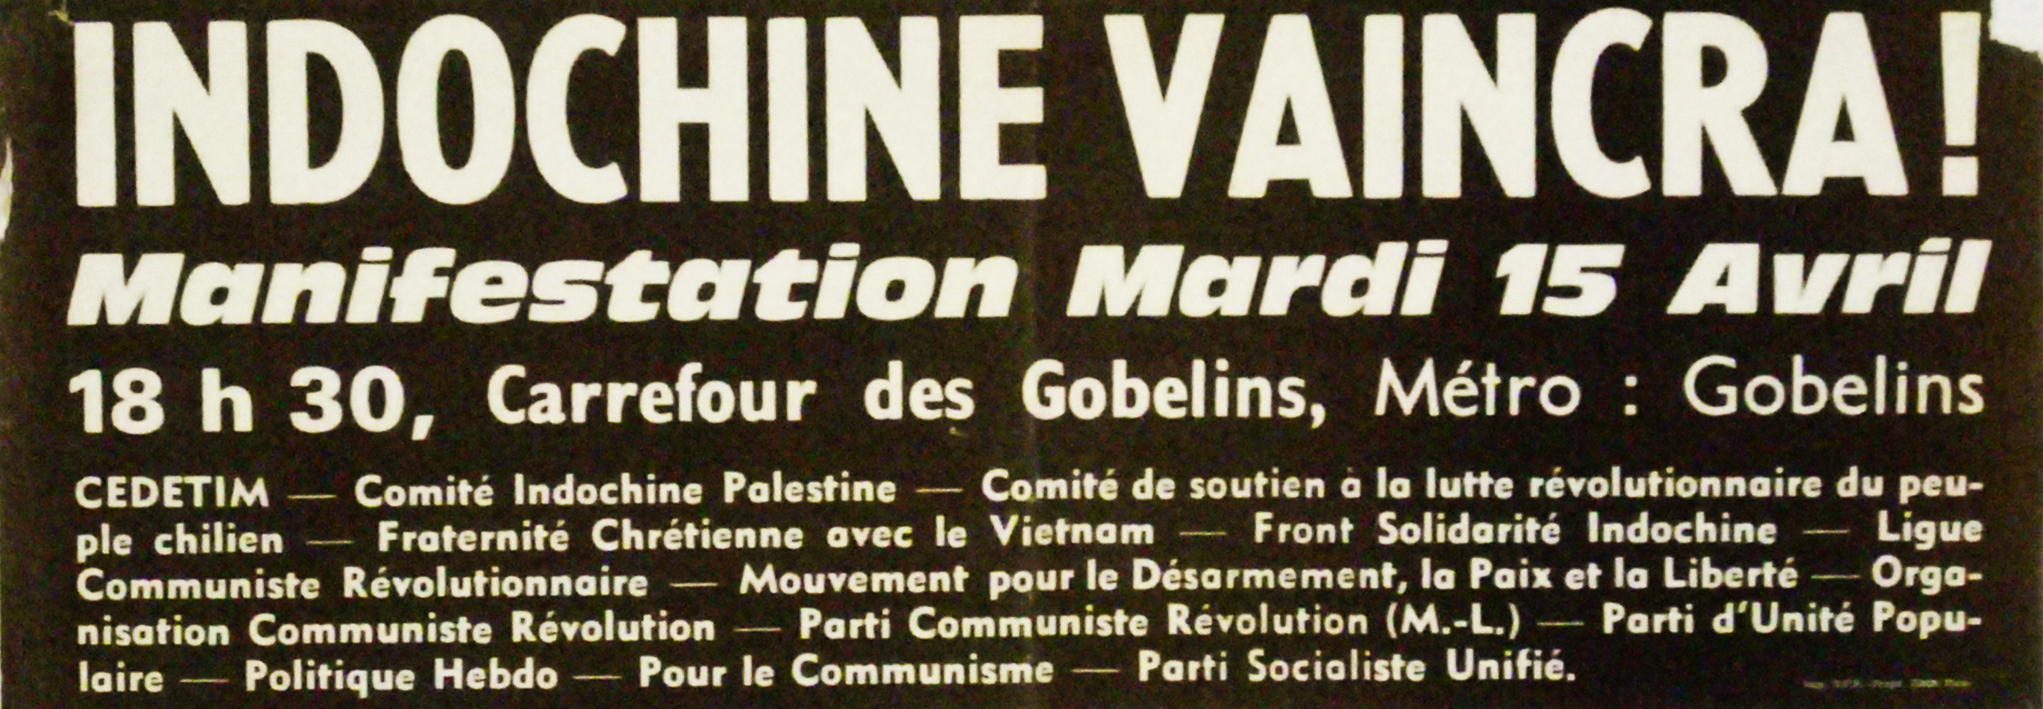 INDOCHINE VAINCRA !
Manifestation Mardi 15 Avril
18 h 30, Carrefour des Gobelins, Métro : Gobelins
CEDETIM — Comité Indochine Palestine — Comité de soutien à la lutte révolutionnaire du peu-
ple chilien — Fraternité Chrétienne avec le Vietnam — Front Solidarité Indochine — Ligue
Communiste Révolutionnaire — Mouvement pour le Désarmement, la Paix et la Liberté — Orga-
nisation Communiste Révolution — Parti Communiste Révolution (M.-L.) — Parti d'Unité Popu-
laire — Politique Hebdo — Pour le Communisme — Parti Socialiste Unifié.